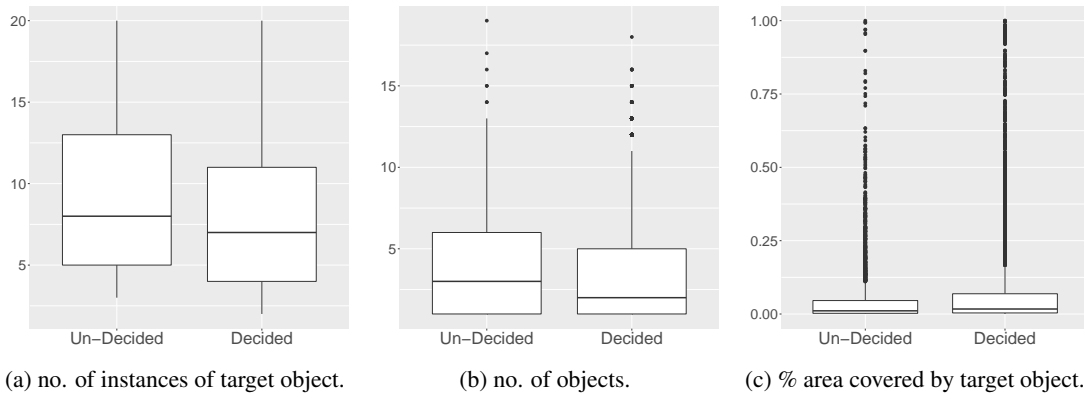 20
15
10
5
Un−Decided Decided
(a) no. of instances of target object.
15
10
5
Un−Decided Decided
(b) no. of objects.
1.00
0.75
0.50
0.25
0.00
Un−Decided Decided
(c) % area covered by target object.